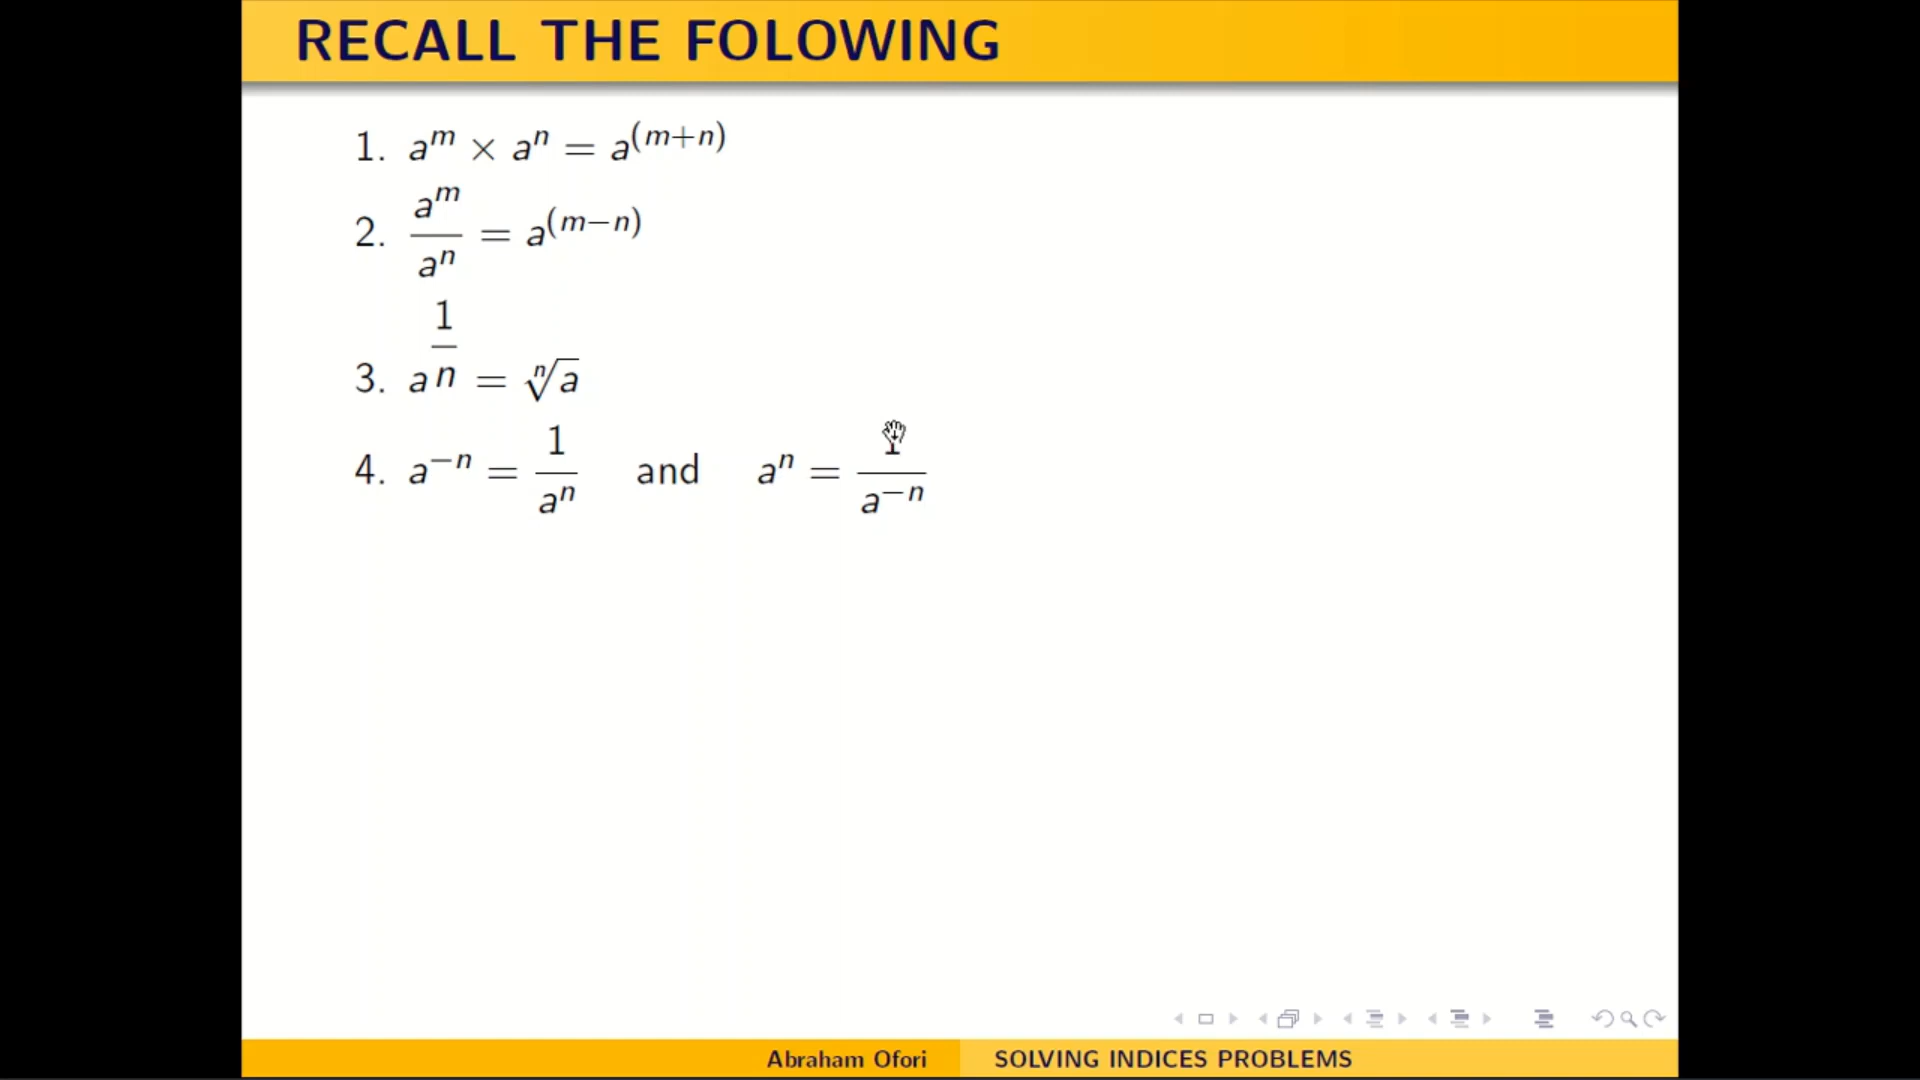 RECALL THE FOLOWING
1. a^m × a^n = a^(m+n)
2. a^m / a^n = a^(m−n)
3. a^(1/n) = ⁿ√a
4. a^−n = 1/a^n and a^n = 1/a^−n
Abraham Ofori SOLVING INDICES PROBLEMS